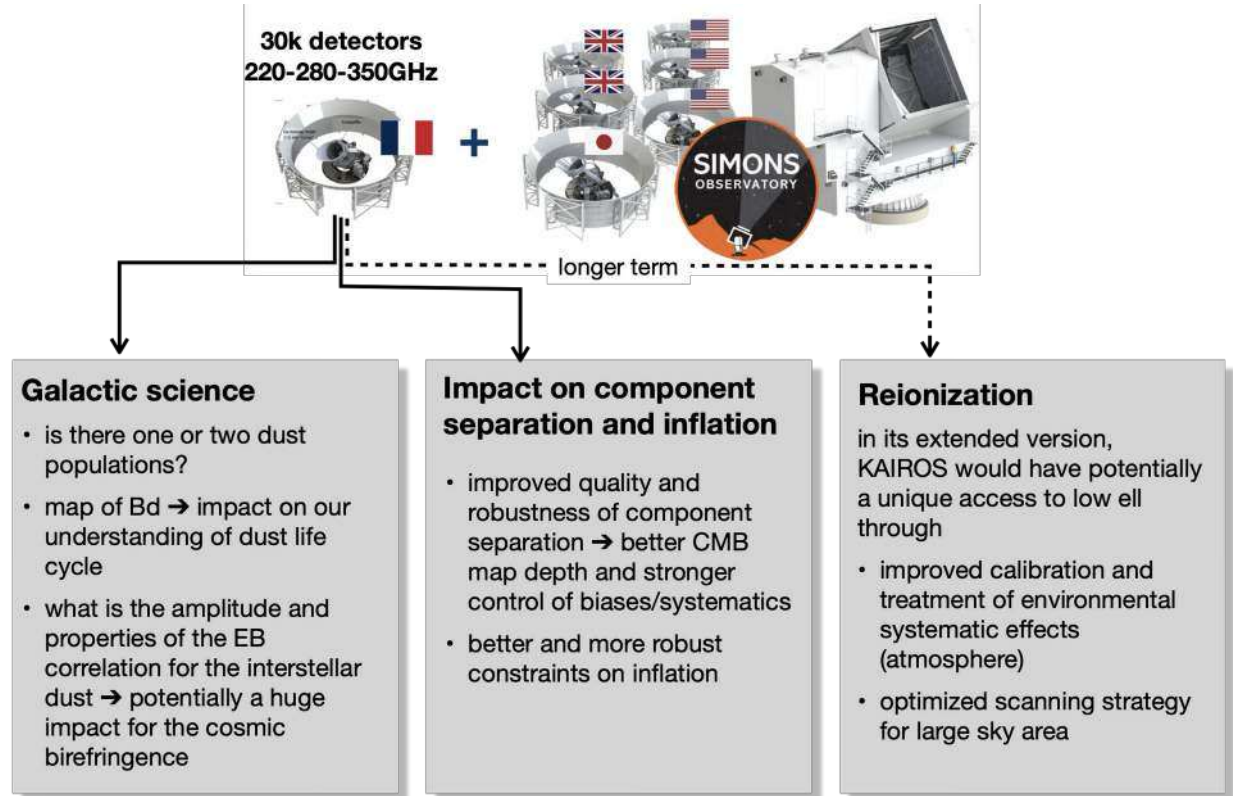 30k detectors
220-280-350GHz
+
SIMONS
OBSERVATORY
longer term
Galactic science
• is there one or two dust
populations?
• map of Bd ➔ impact on our
understanding of dust life
cycle
• what is the amplitude and
properties of the EB
correlation for the interstellar
dust ➔ potentially a huge
impact for the cosmic
birefringence
Impact on component
separation and inflation
• improved quality and
robustness of component
separation ➔ better CMB
map depth and stronger
control of biases/systematics
• better and more robust
constraints on inflation
Reionization
in its extended version,
KAIROS would have potentially
a unique access to low ell
through
• improved calibration and
treatment of environmental
systematic effects
(atmosphere)
• optimized scanning strategy
for large sky area